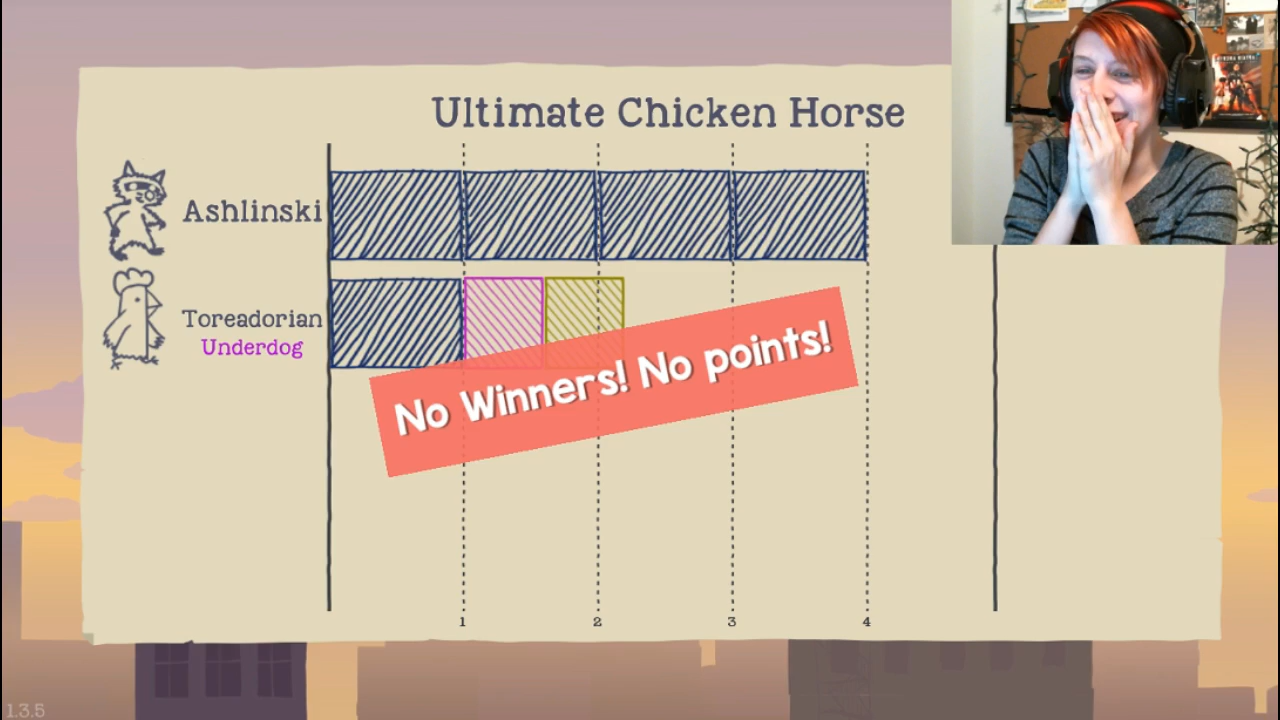 Ultimate Chicken Horse
Ashlinski
Toreadorian
Underdog
No Winners! No points!
1 2 3 4
1.3.5